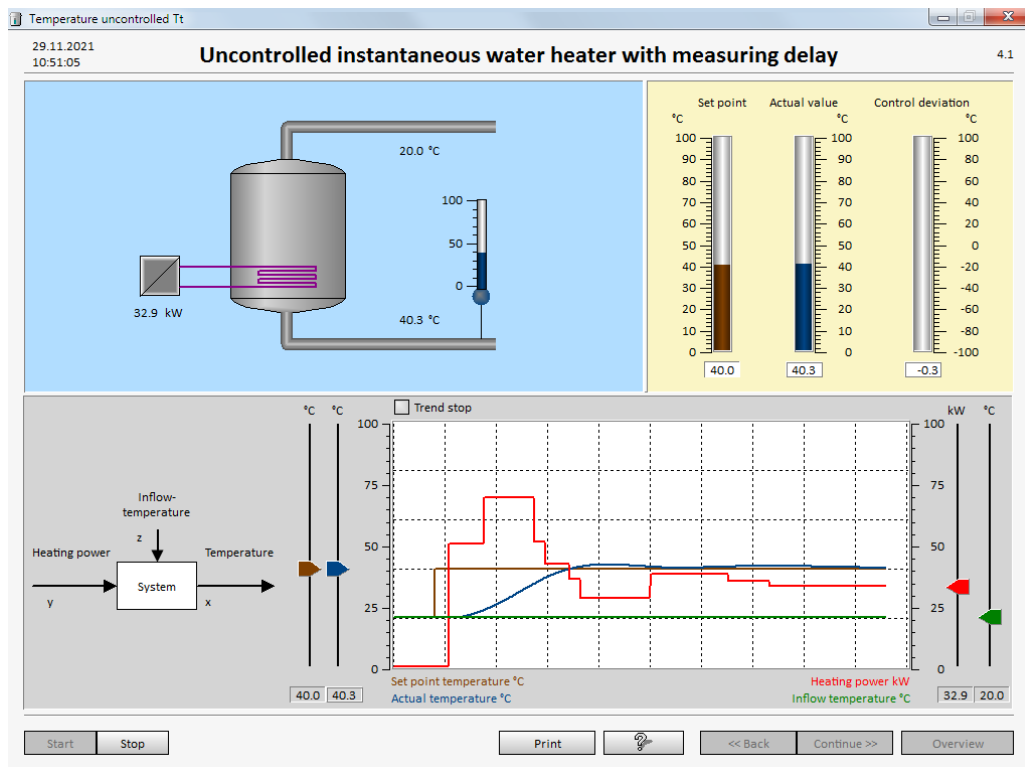 Temperature uncontrolled Tt
29.11.2021
10:51:05
Uncontrolled instantaneous water heater with measuring delay
4.1
20.0 °C
100
50
0
32.9 kW
40.3 °C
Set point Actual value Control deviation
°C °C °C
100 100 100
90 90 80
80 80 60
70 70 40
60 60 20
50 50 0
40 40 -20
30 30 -40
20 20 -60
10 10 -80
0 0 -100
40.0 40.3 -0.3
°C °C Trend stop kW °C
100 100
75 75
50 50
25 25
0 0
Inflow-
temperature
z
Heating power Temperature
System
y x
Set point temperature °C Heating power kW
Actual temperature °C Inflow temperature °C
40.0 40.3 32.9 20.0
Start Stop Print ? << Back Continue >> Overview